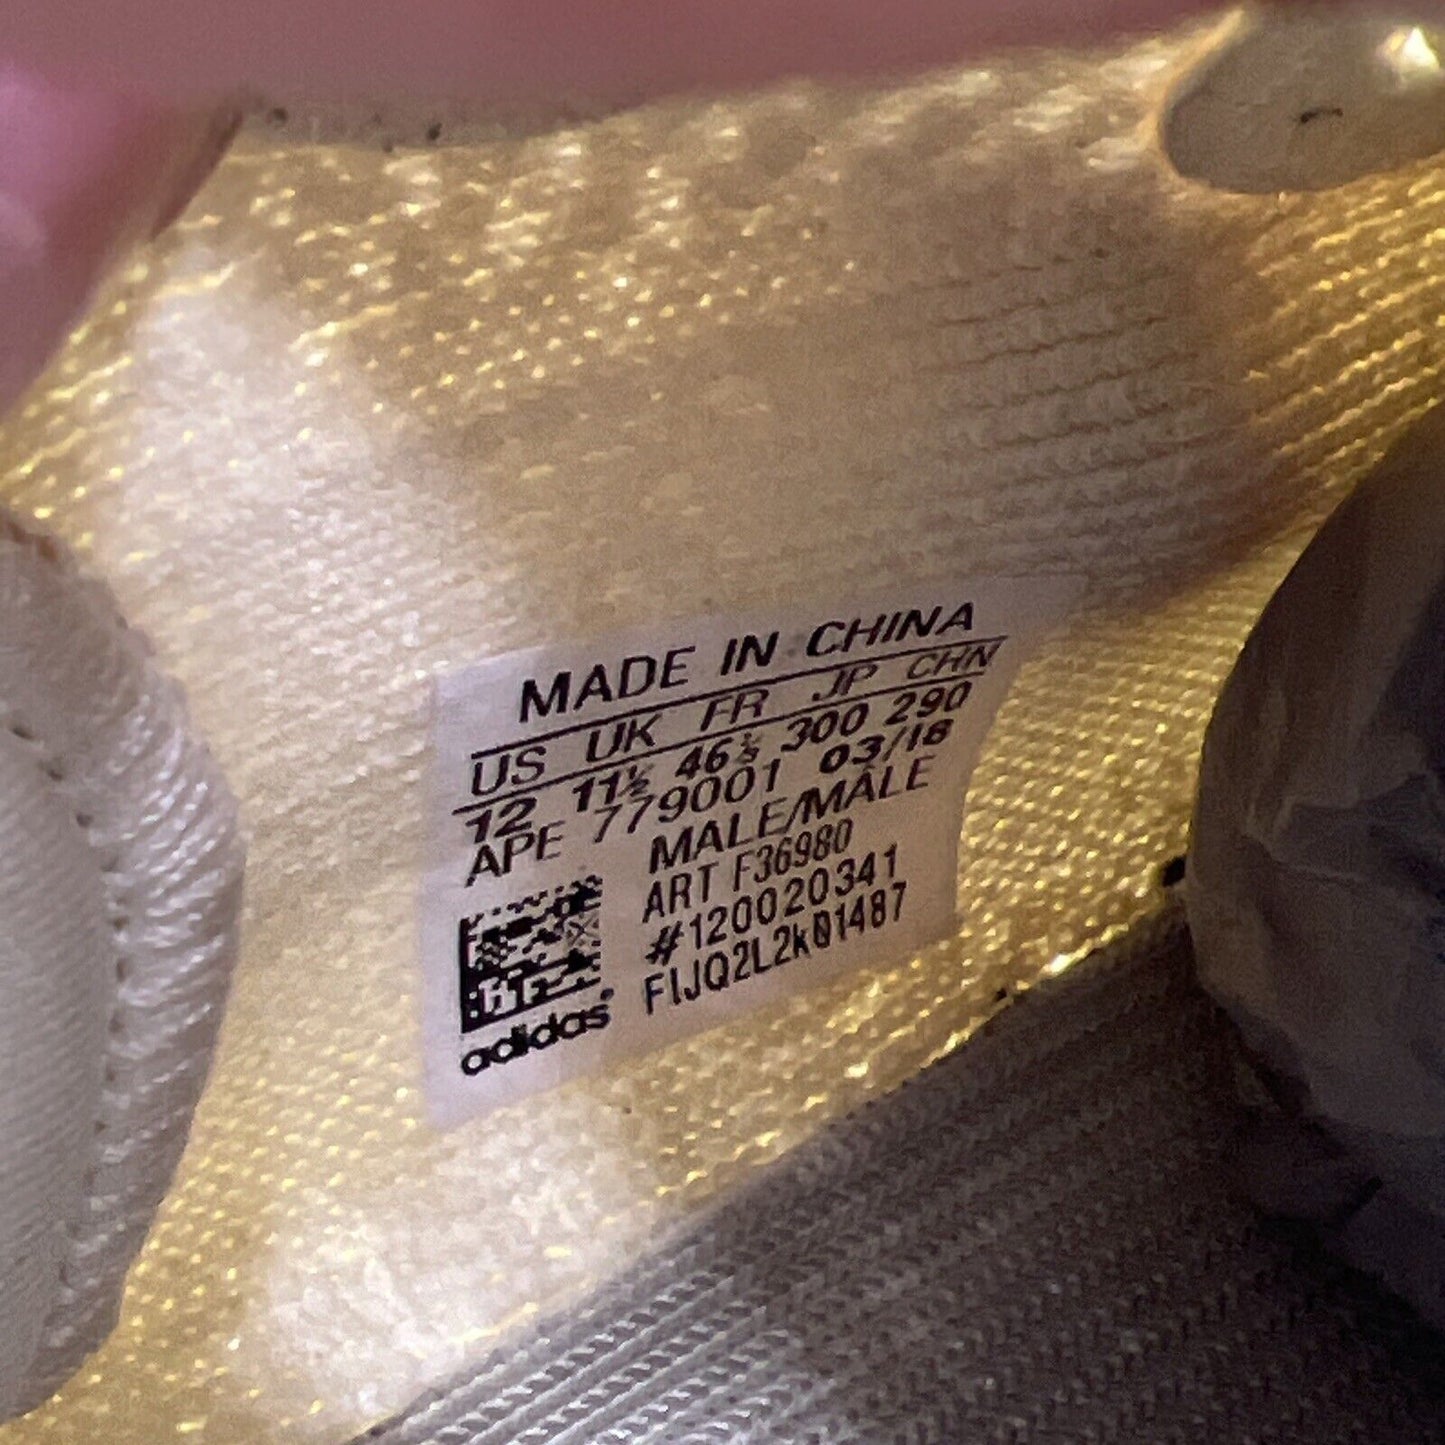 MADE IN CHINA
US UK FR JP CHN
12 11½ 46⅔ 300 290
APE 779001 03/18
MALE/MÂLE
ART F36980
#120020341
FIJQ2L2k01487
adidas®